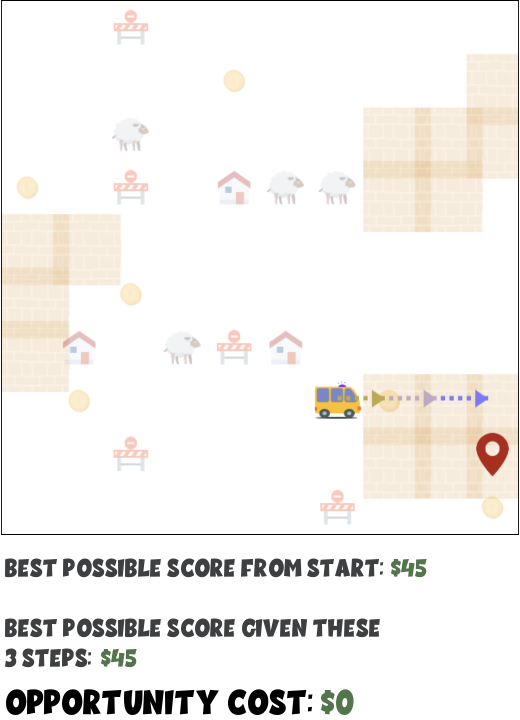 BEST POSSIBLE SCORE FROM START: $45
BEST POSSIBLE SCORE GIVEN THESE
3 STEPS: $45
OPPORTUNITY COST: $0